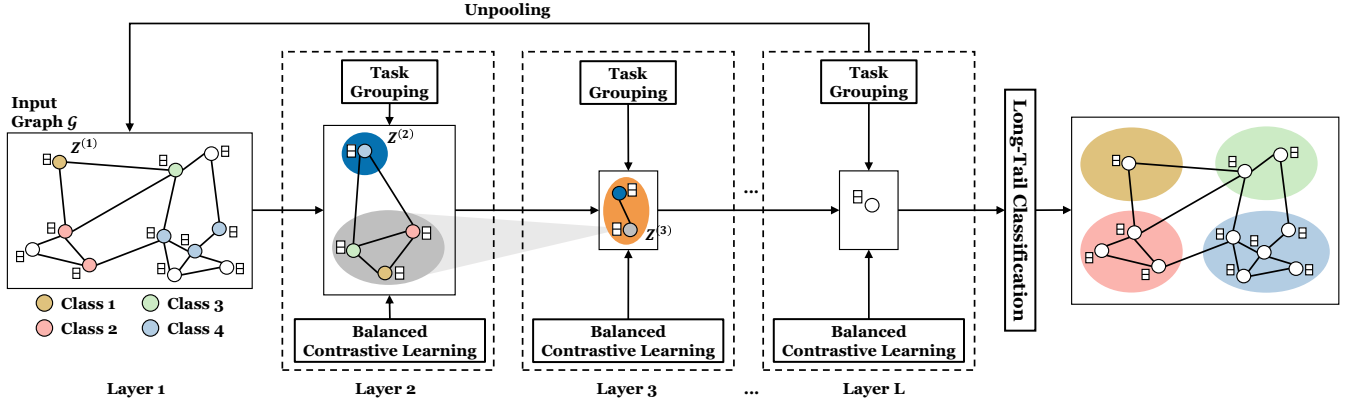 Unpooling
Task
Grouping
Task
Grouping
Task
Grouping
Input
Graph 𝒢
Z⁽¹⁾
Z⁽²⁾
Z⁽³⁾
...
Long-Tail Classification
Class 1
Class 3
Class 2
Class 4
Balanced
Contrastive Learning
Balanced
Contrastive Learning
Balanced
Contrastive Learning
Layer 1
Layer 2
Layer 3
...
Layer L